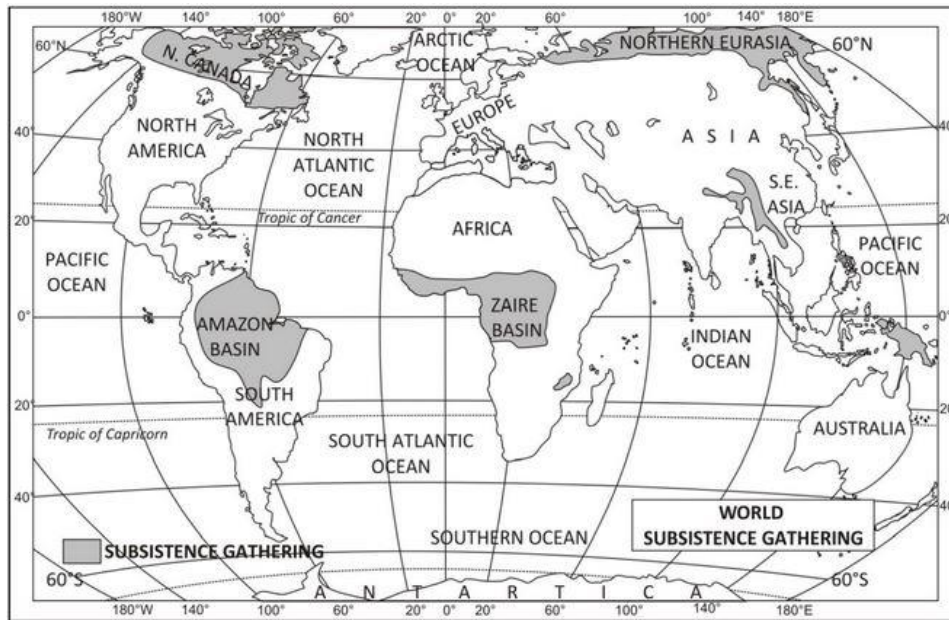 180°W 140° 100° 60° 20° 0° 20° 60° 100° 140° 180°E
60°N
ARCTIC
OCEAN
NORTHERN EURASIA
60°N
N. CANADA
EUROPE
40°
NORTH
AMERICA
NORTH
ATLANTIC
OCEAN
A S I A
40
S.E.
ASIA
Tropic of Cancer
20°
AFRICA
20
PACIFIC
OCEAN
PACIFIC
OCEAN
0°
AMAZON
BASIN
ZAIRE
BASIN
INDIAN
OCEAN
0°
SOUTH
AMERICA
20°
20
Tropic of Capricorn
SOUTH ATLANTIC
OCEAN
AUSTRALIA
40°
40
WORLD
SUBSISTENCE GATHERING
SUBSISTENCE GATHERING
SOUTHERN OCEAN
60°S
60°S
A N T A R T I C A
180°W 140° 100° 60° 20° 0° 20° 60° 100° 140° 180°E